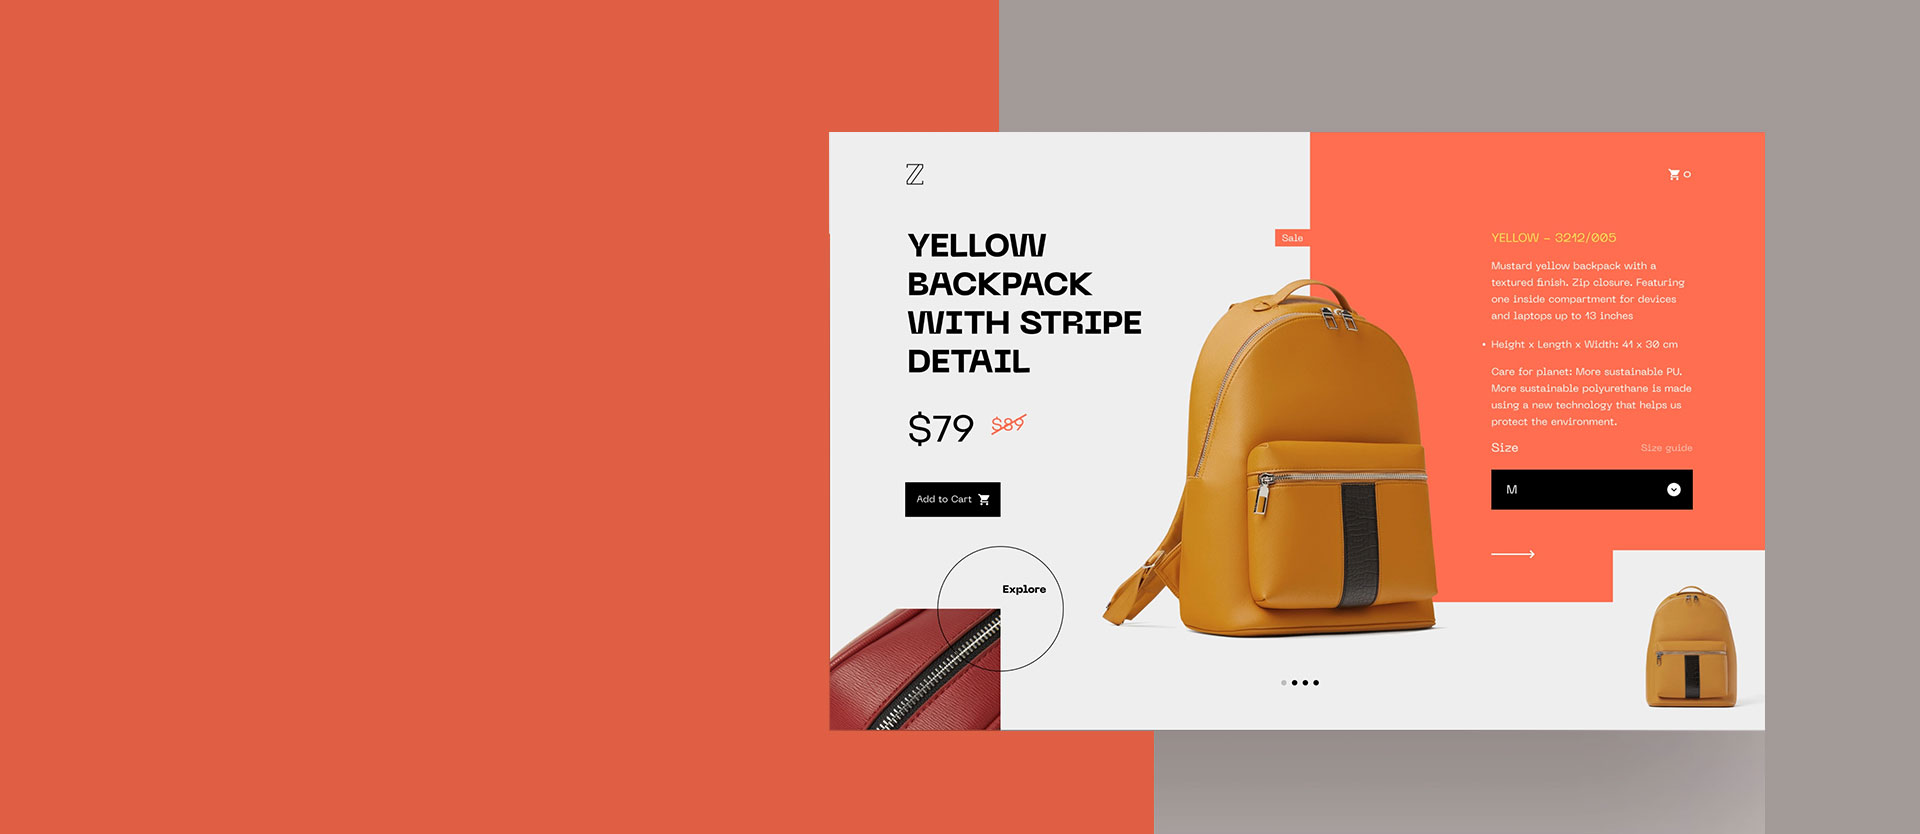 Z
0
YELLOW
BACKPACK
WITH STRIPE
DETAIL
$79 $89
Add to Cart
Explore
Sale
YELLOW – 3212/005
Mustard yellow backpack with a
textured finish. Zip closure. Featuring
one inside compartment for devices
and laptops up to 13 inches
• Height x Length x Width: 41 x 30 cm
Care for planet: More sustainable PU.
More sustainable polyurethane is made
using a new technology that helps us
protect the environment.
Size Size guide
M